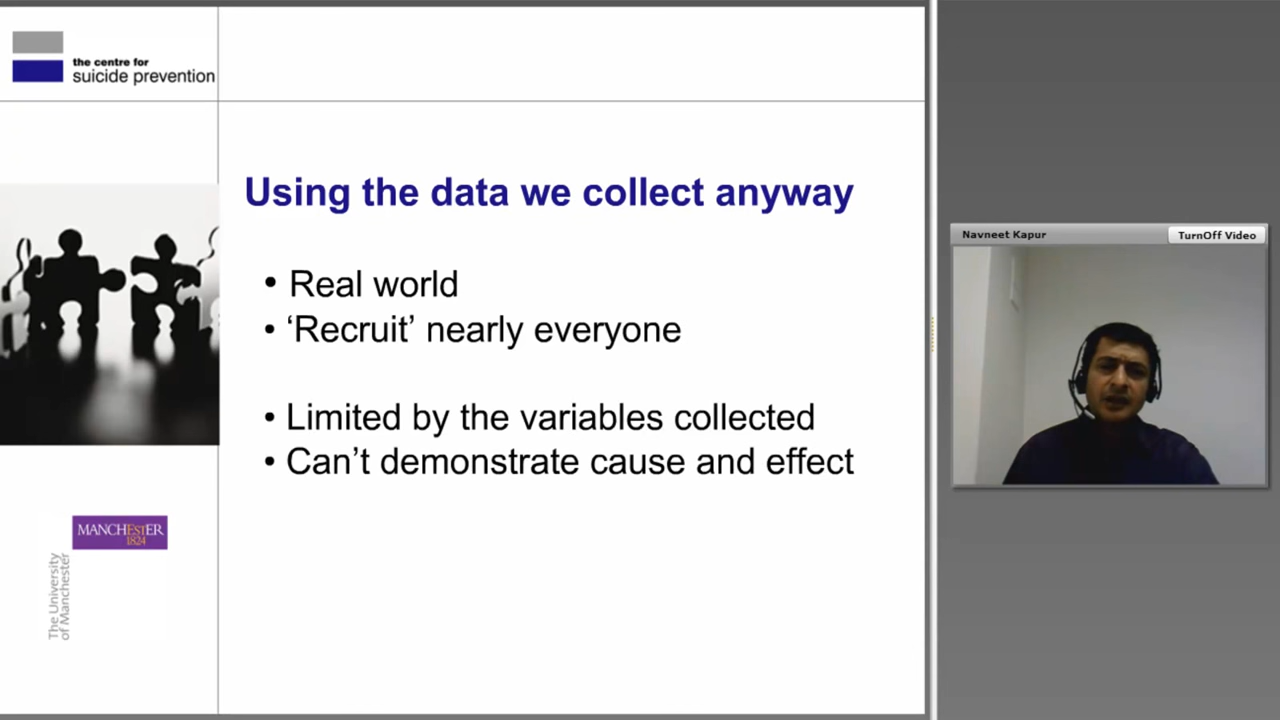 the centre for
suicide prevention
Using the data we collect anyway
• Real world
• ‘Recruit’ nearly everyone
• Limited by the variables collected
• Can’t demonstrate cause and effect
MANCHESTER
1824
The University
of Manchester
Navneet Kapur
TurnOff Video